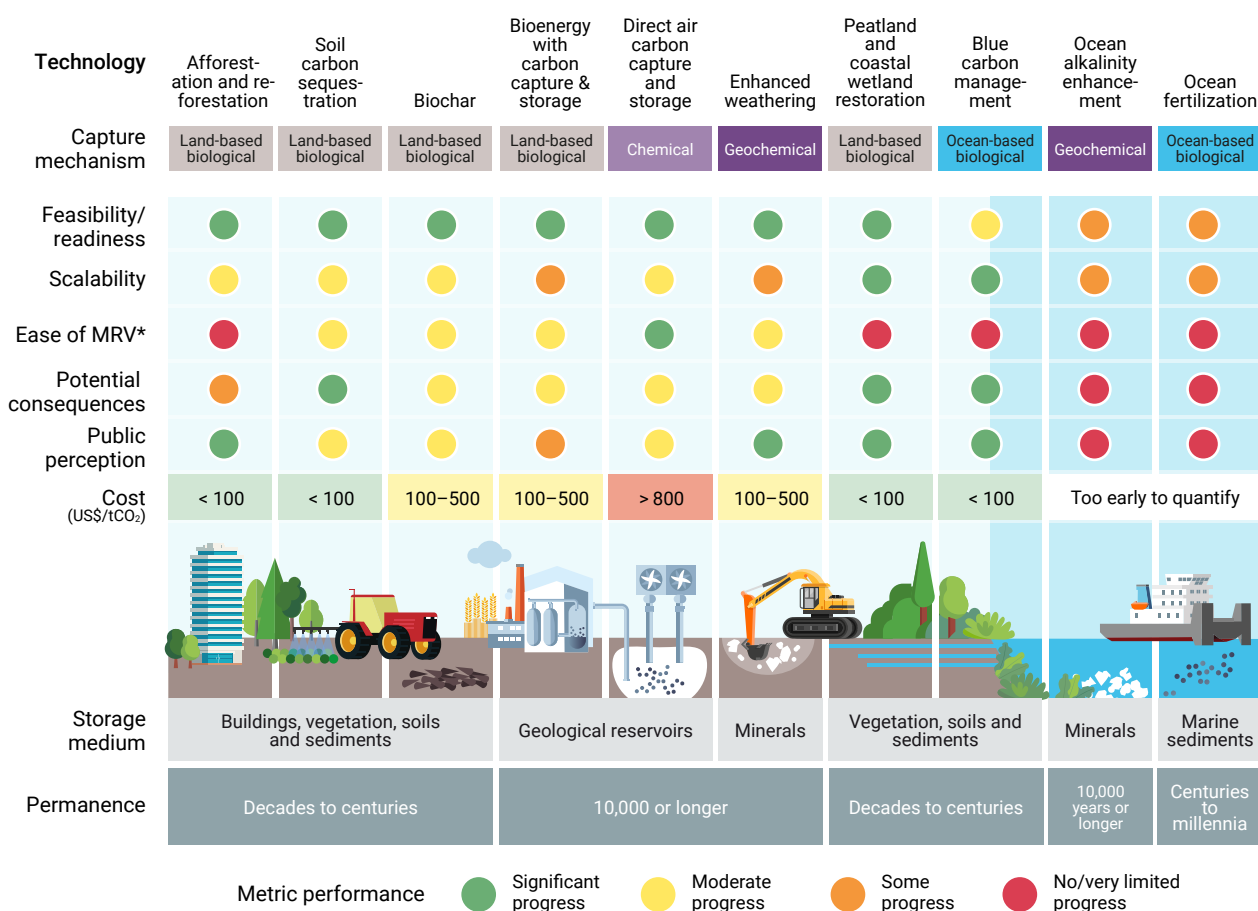 Technology
Afforest-
ation and re-
forestation
Soil
carbon
seques-
tration
Biochar
Bioenergy
with
carbon
capture &
storage
Direct air
carbon
capture
and
storage
Enhanced
weathering
Peatland
and
coastal
wetland
restoration
Blue
carbon
manage-
ment
Ocean
alkalinity
enhance-
ment
Ocean
fertilization
Capture
mechanism
Land-based
biological
Land-based
biological
Land-based
biological
Land-based
biological
Chemical
Geochemical
Land-based
biological
Ocean-based
biological
Geochemical
Ocean-based
biological
Feasibility/
readiness
Scalability
Ease of MRV*
Potential
consequences
Public
perception
Cost
(US$/tCO₂)
< 100
< 100
100–500
100–500
> 800
100–500
< 100
< 100
Too early to quantify
Storage
medium
Buildings, vegetation, soils
and sediments
Geological reservoirs
Minerals
Vegetation, soils and
sediments
Minerals
Marine
sediments
Permanence
Decades to centuries
10,000 or longer
Decades to centuries
10,000
years or
longer
Centuries
to
millennia
Metric performance
Significant
progress
Moderate
progress
Some
progress
No/very limited
progress